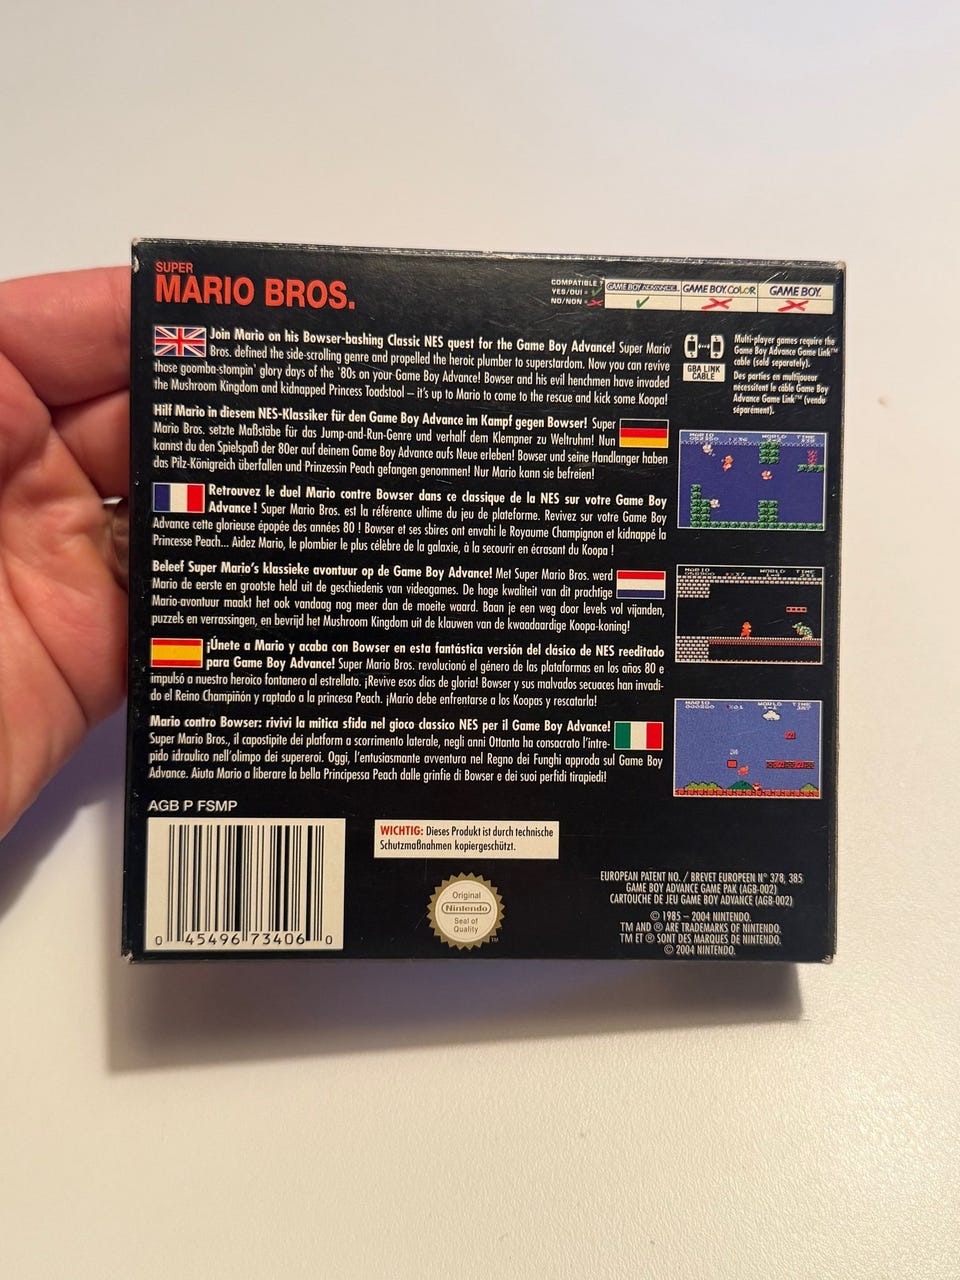 SUPER
MARIO BROS.
COMPATIBLE ?
YES/OUI =
NO/NON =
GAME BOY ADVANCE
GAME BOY COLOR
GAME BOY
Join Mario on his Bowser-bashing Classic NES quest for the Game Boy Advance! Super Mario
Bros. defined the side-scrolling genre and propelled the heroic plumber to superstardom. Now you can revive
those goomba-stompin' glory days of the '80s on your Game Boy Advance! Bowser and his evil henchmen have invaded
the Mushroom Kingdom and kidnapped Princess Toadstool – it's up to Mario to come to the rescue and kick some Koopa!
Hilf Mario in diesem NES-Klassiker für den Game Boy Advance im Kampf gegen Bowser! Super
Mario Bros. setzte Maßstäbe für das Jump-and-Run-Genre und verhalf dem Klempner zu Weltruhm! Nun
kannst du den Spielspaß der 80er auf deinem Game Boy Advance aufs Neue erleben! Bowser und seine Handlanger haben
das Pilz-Königreich überfallen und Prinzessin Peach gefangen genommen! Nur Mario kann sie befreien!
Retrouvez le duel Mario contre Bowser dans ce classique de la NES sur votre Game Boy
Advance ! Super Mario Bros. est la référence ultime du jeu de plateforme. Revivez sur votre Game Boy
Advance cette glorieuse épopée des années 80 ! Bowser et ses sbires ont envahi le Royaume Champignon et kidnappé la
Princesse Peach... Aidez Mario, le plombier le plus célèbre de la galaxie, à la secourir en écrasant du Koopa !
Beleef Super Mario's klassieke avontuur op de Game Boy Advance! Met Super Mario Bros. werd
Mario de eerste en grootste held uit de geschiedenis van videogames. De hoge kwaliteit van dit prachtige
Mario-avontuur maakt het ook vandaag nog meer dan de moeite waard. Baan je een weg door levels vol vijanden,
puzzels en verrassingen, en bevrijd het Mushroom Kingdom uit de klauwen van de kwaadaardige Koopa-koning!
¡Únete a Mario y acaba con Bowser en esta fantástica versión del clásico de NES reeditado
para Game Boy Advance! Super Mario Bros. revolucionó el género de las plataformas en los años 80 e
impulsó a nuestro heroico fontanero al estrellato. ¡Revive esos días de gloria! Bowser y sus malvados secuaces han invadi-
do el Reino Champiñón y raptado a la princesa Peach. ¡Mario debe enfrentarse a los Koopas y rescatarla!
Mario contro Bowser: rivivi la mitica sfida nel gioco classico NES per il Game Boy Advance!
Super Mario Bros., il capostipite dei platform a scorrimento laterale, negli anni Ottanta ha consacrato l'intre-
pido idraulico nell'olimpo dei supereroi. Oggi, l'entusiasmante avventura nel Regno dei Funghi approda sul Game Boy
Advance. Aiuta Mario a liberare la bella Principessa Peach dalle grinfie di Bowser e dei suoi perfidi tirapiedi!
GBA LINK
CABLE
Multi-player games require the
Game Boy Advance Game Link™
cable (sold separately).
Des parties en multijoueur
nécessitent le câble Game Boy
Advance Game Link™ (vendu
séparément).
MARIO WORLD TIME
MARIO WORLD TIME
MARIO WORLD TIME
AGB P FSMP
0 45496 73406 0
WICHTIG: Dieses Produkt ist durch technische
Schutzmaßnahmen kopiergeschützt.
Original
Nintendo
Seal of
Quality
TM
EUROPEAN PATENT NO. / BREVET EUROPEEN N° 378, 385
GAME BOY ADVANCE GAME PAK (AGB-002)
CARTOUCHE DE JEU GAME BOY ADVANCE (AGB-002)
© 1985 – 2004 NINTENDO.
TM AND ® ARE TRADEMARKS OF NINTENDO.
TM ET ® SONT DES MARQUES DE NINTENDO.
© 2004 NINTENDO.